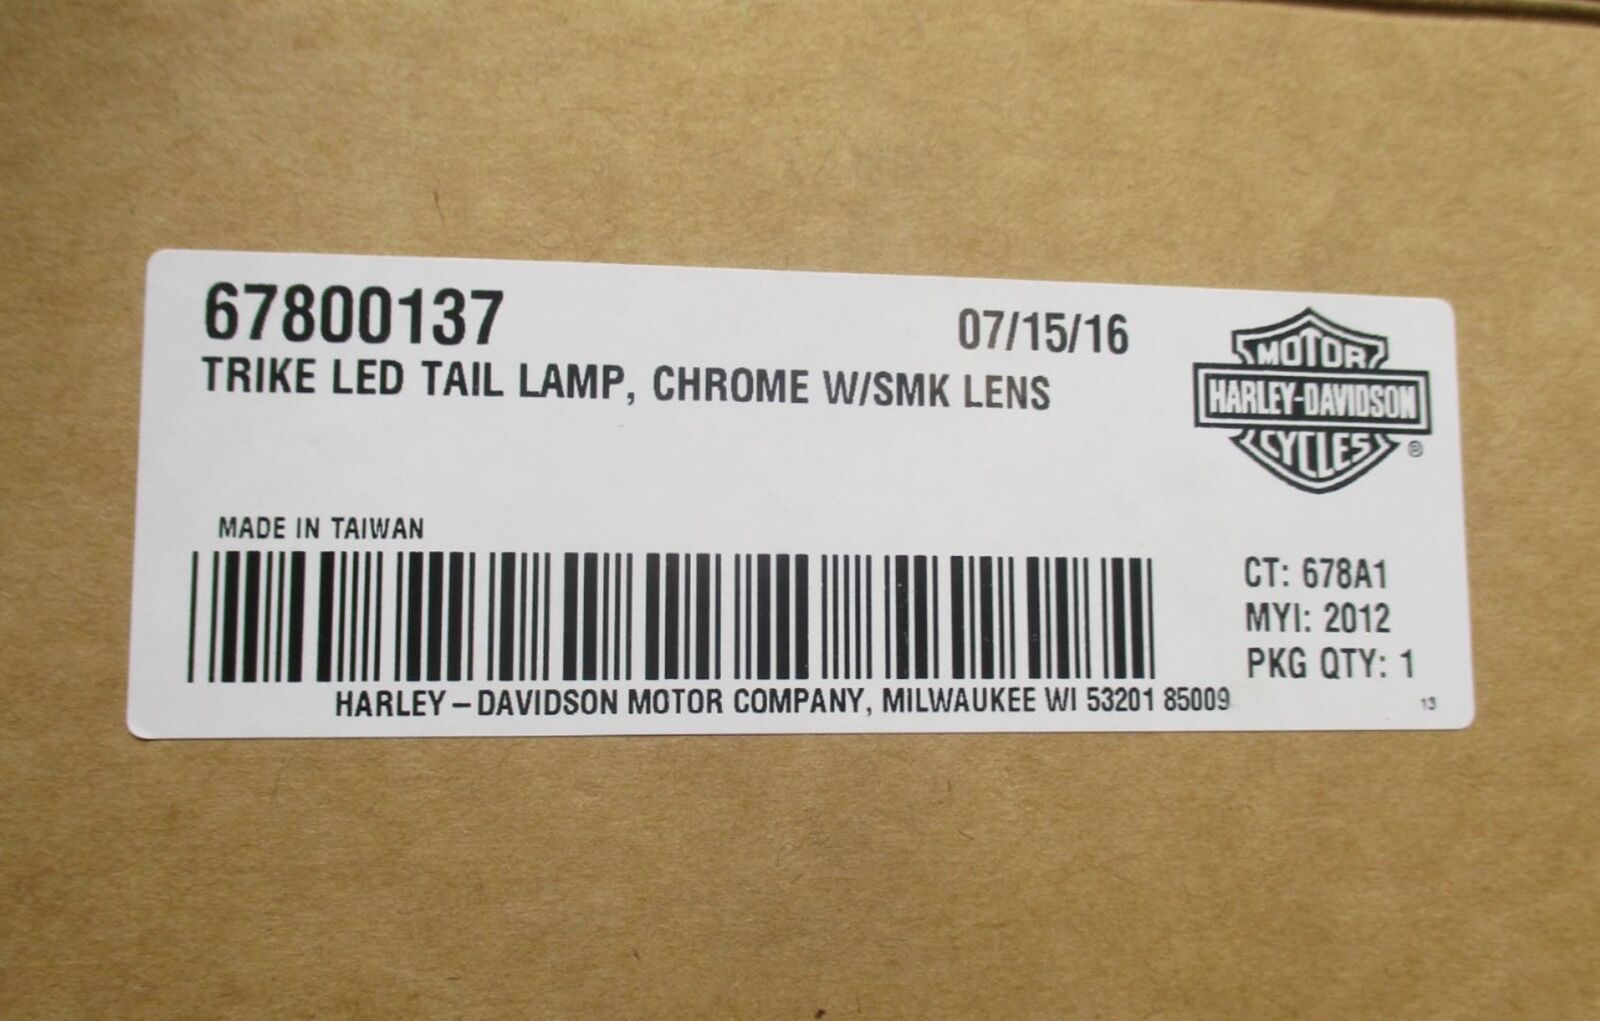 67800137
07/15/16
TRIKE LED TAIL LAMP, CHROME W/SMK LENS
MOTOR
HARLEY-DAVIDSON
CYCLES
®
MADE IN TAIWAN
CT: 678A1
MYI: 2012
PKG QTY: 1
HARLEY–DAVIDSON MOTOR COMPANY, MILWAUKEE WI 53201 85009
13